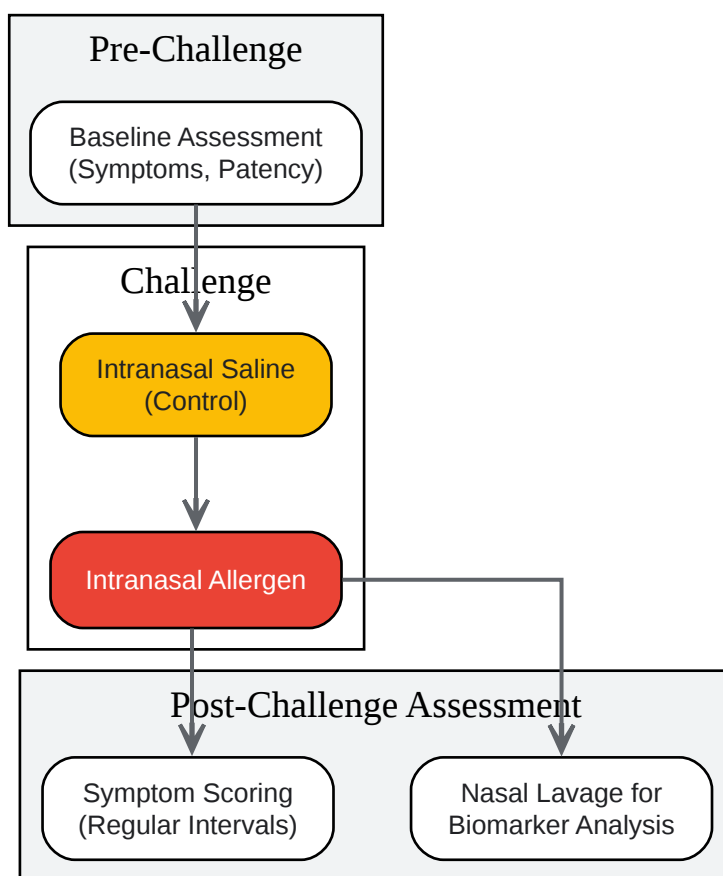 Pre-Challenge
Baseline Assessment
(Symptoms, Patency)
Challenge
Intranasal Saline
(Control)
Intranasal Allergen
Post-Challenge Assessment
Symptom Scoring
(Regular Intervals)
Nasal Lavage for
Biomarker Analysis